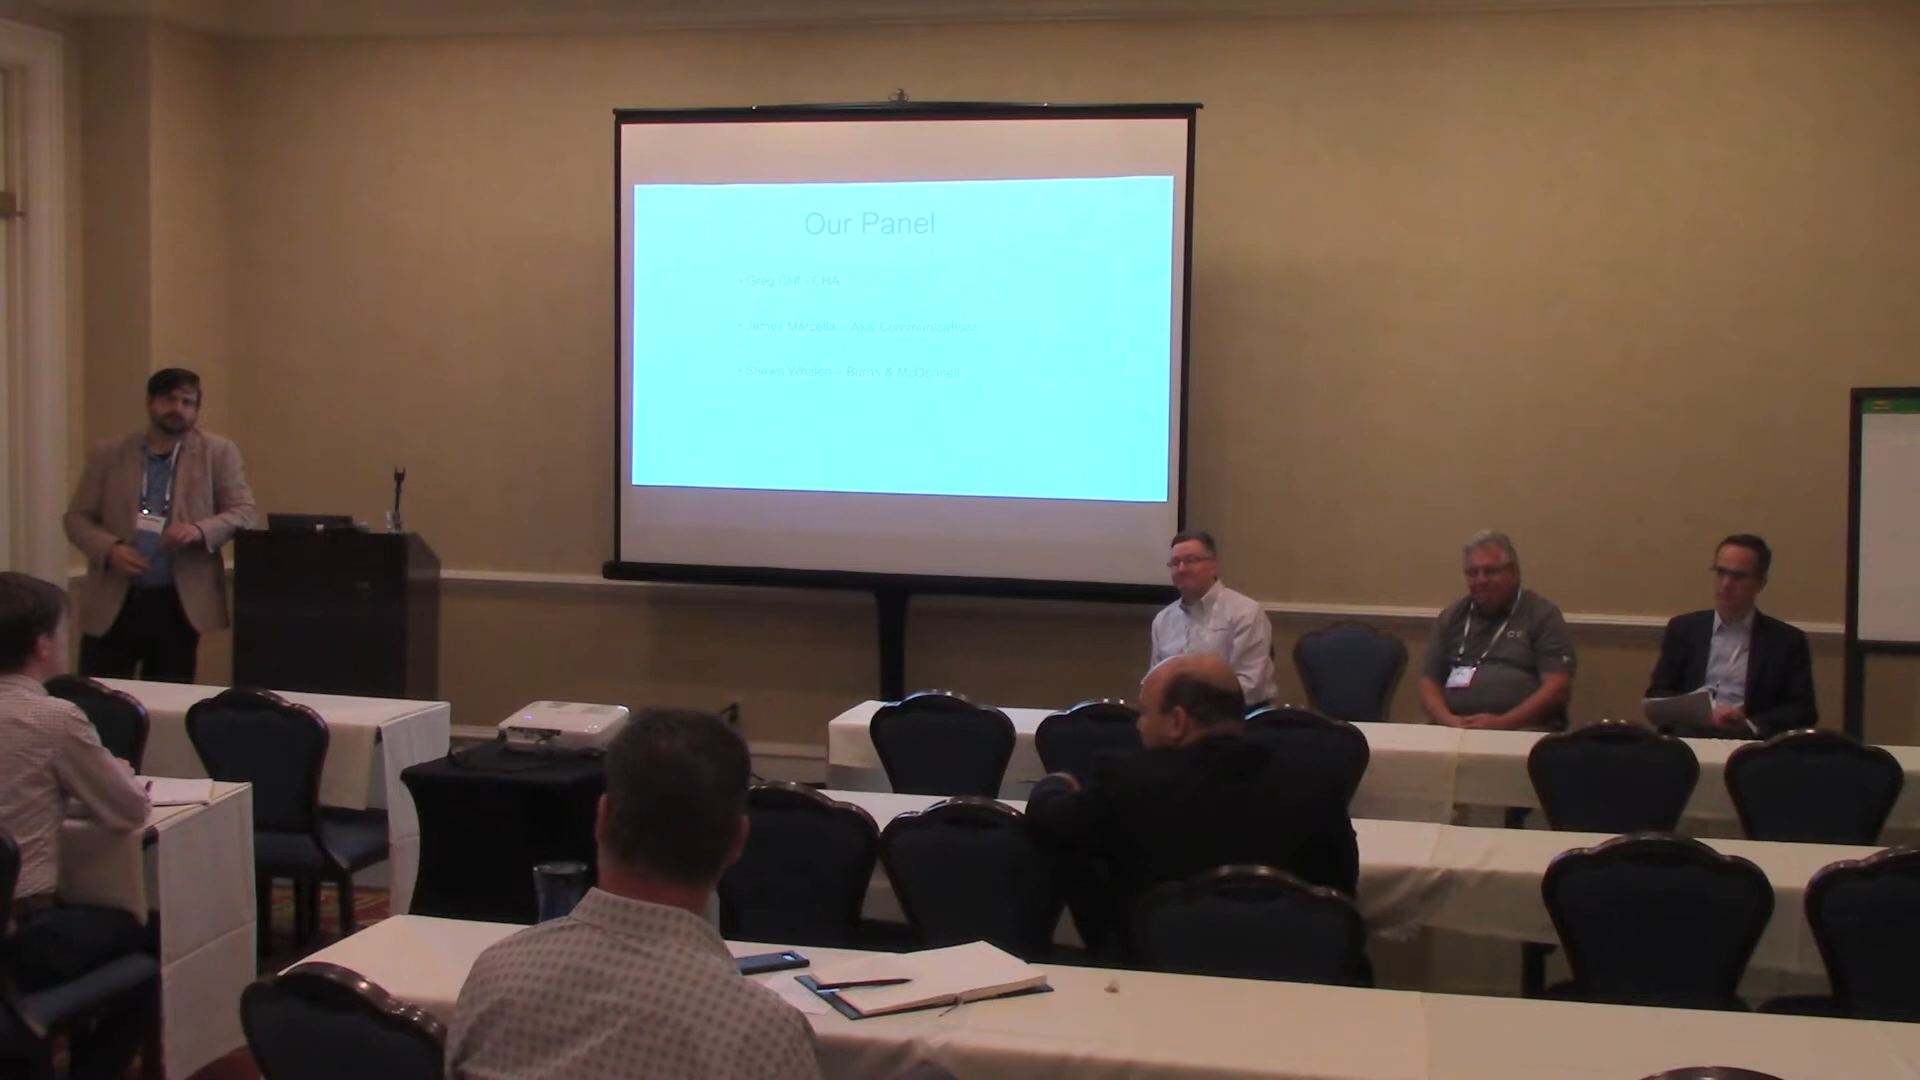 Our Panel
• Greg Cliff - CHA
• James Marcella – Axis Communications
• Shawn Whalen – Burns & McDonnell